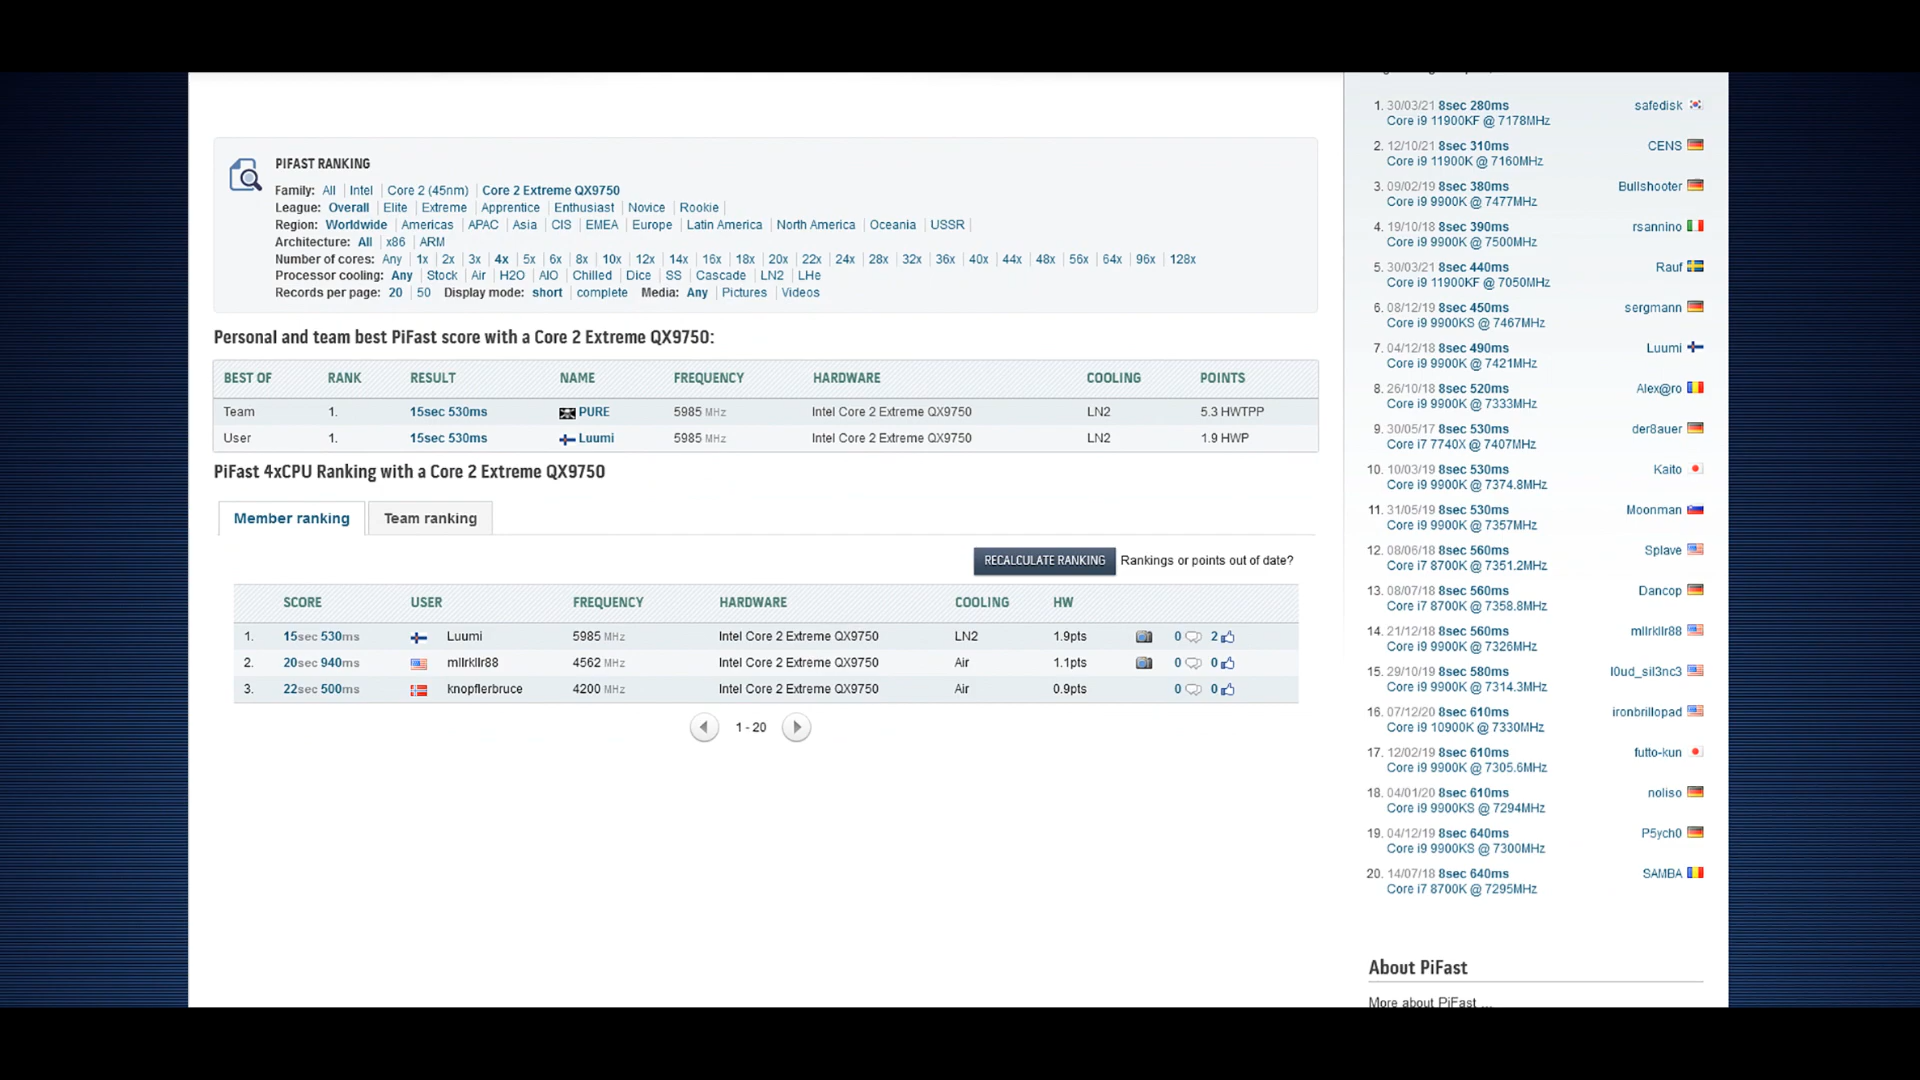 PIFAST RANKING
Family: All | Intel | Core 2 (45nm) | Core 2 Extreme QX9750
League: Overall | Elite | Extreme | Apprentice | Enthusiast | Novice | Rookie |
Region: Worldwide | Americas | APAC | Asia | CIS | EMEA | Europe | Latin America | North America | Oceania | USSR |
Architecture: All | x86 | ARM
Number of cores: Any | 1x | 2x | 3x | 4x | 5x | 6x | 8x | 10x | 12x | 14x | 16x | 18x | 20x | 22x | 24x | 28x | 32x | 36x | 40x | 44x | 48x | 56x | 64x | 96x | 128x
Processor cooling: Any | Stock | Air | H2O | AIO | Chilled | Dice | SS | Cascade | LN2 | LHe
Records per page: 20 | 50 Display mode: short | complete Media: Any | Pictures | Videos
Personal and team best PiFast score with a Core 2 Extreme QX9750:
BEST OF RANK RESULT NAME FREQUENCY HARDWARE COOLING POINTS
Team 1. 15sec 530ms PURE 5985 MHz Intel Core 2 Extreme QX9750 LN2 5.3 HWTPP
User 1. 15sec 530ms Luumi 5985 MHz Intel Core 2 Extreme QX9750 LN2 1.9 HWP
PiFast 4xCPU Ranking with a Core 2 Extreme QX9750
Member ranking Team ranking
RECALCULATE RANKING Rankings or points out of date?
SCORE USER FREQUENCY HARDWARE COOLING HW
1. 15sec 530ms Luumi 5985 MHz Intel Core 2 Extreme QX9750 LN2 1.9pts 0 2
2. 20sec 940ms mllrkllr88 4562 MHz Intel Core 2 Extreme QX9750 Air 1.1pts 0 0
3. 22sec 500ms knopflerbruce 4200 MHz Intel Core 2 Extreme QX9750 Air 0.9pts 0 0
1 - 20
1. 30/03/21 8sec 280ms safedisk
Core i9 11900KF @ 7178MHz
2. 12/10/21 8sec 310ms CENS
Core i9 11900K @ 7160MHz
3. 09/02/19 8sec 380ms Bullshooter
Core i9 9900K @ 7477MHz
4. 19/10/18 8sec 390ms rsannino
Core i9 9900K @ 7500MHz
5. 30/03/21 8sec 440ms Rauf
Core i9 11900KF @ 7050MHz
6. 08/12/19 8sec 450ms sergmann
Core i9 9900KS @ 7467MHz
7. 04/12/18 8sec 490ms Luumi
Core i9 9900K @ 7421MHz
8. 26/10/18 8sec 520ms Alex@ro
Core i9 9900K @ 7333MHz
9. 30/05/17 8sec 530ms der8auer
Core i7 7740X @ 7407MHz
10. 10/03/19 8sec 530ms Kaito
Core i9 9900K @ 7374.8MHz
11. 31/05/19 8sec 530ms Moonman
Core i9 9900K @ 7357MHz
12. 08/06/18 8sec 560ms Splave
Core i7 8700K @ 7351.2MHz
13. 08/07/18 8sec 560ms Dancop
Core i7 8700K @ 7358.8MHz
14. 21/12/18 8sec 560ms mllrkllr88
Core i9 9900K @ 7326MHz
15. 29/10/19 8sec 580ms l0ud_sil3nc3
Core i9 9900K @ 7314.3MHz
16. 07/12/20 8sec 610ms ironbrillopad
Core i9 10900K @ 7330MHz
17. 12/02/19 8sec 610ms futto-kun
Core i9 9900K @ 7305.6MHz
18. 04/01/20 8sec 610ms noliso
Core i9 9900KS @ 7294MHz
19. 04/12/19 8sec 640ms P5ych0
Core i9 9900KS @ 7300MHz
20. 14/07/18 8sec 640ms SAMBA
Core i7 8700K @ 7295MHz
About PiFast
More about PiFast ...